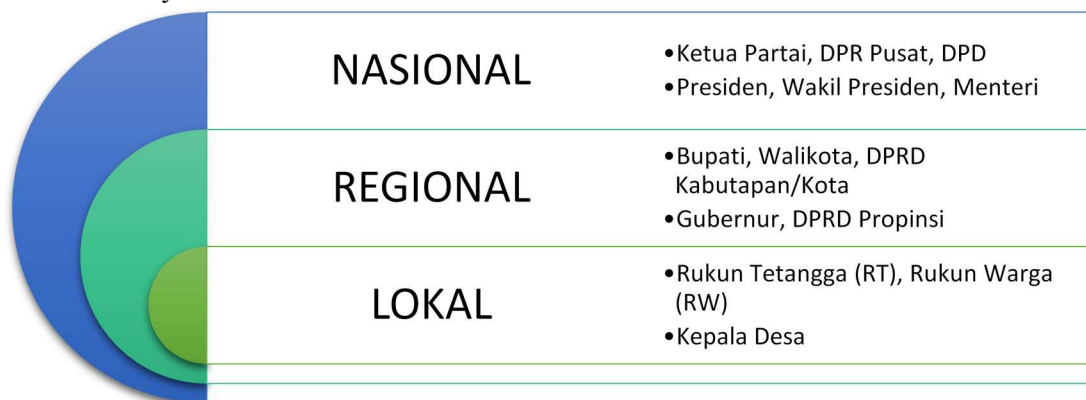 NASIONAL
•Ketua Partai, DPR Pusat, DPD
•Presiden, Wakil Presiden, Menteri
REGIONAL
•Bupati, Walikota, DPRD
Kabutapan/Kota
•Gubernur, DPRD Propinsi
LOKAL
•Rukun Tetangga (RT), Rukun Warga
(RW)
•Kepala Desa